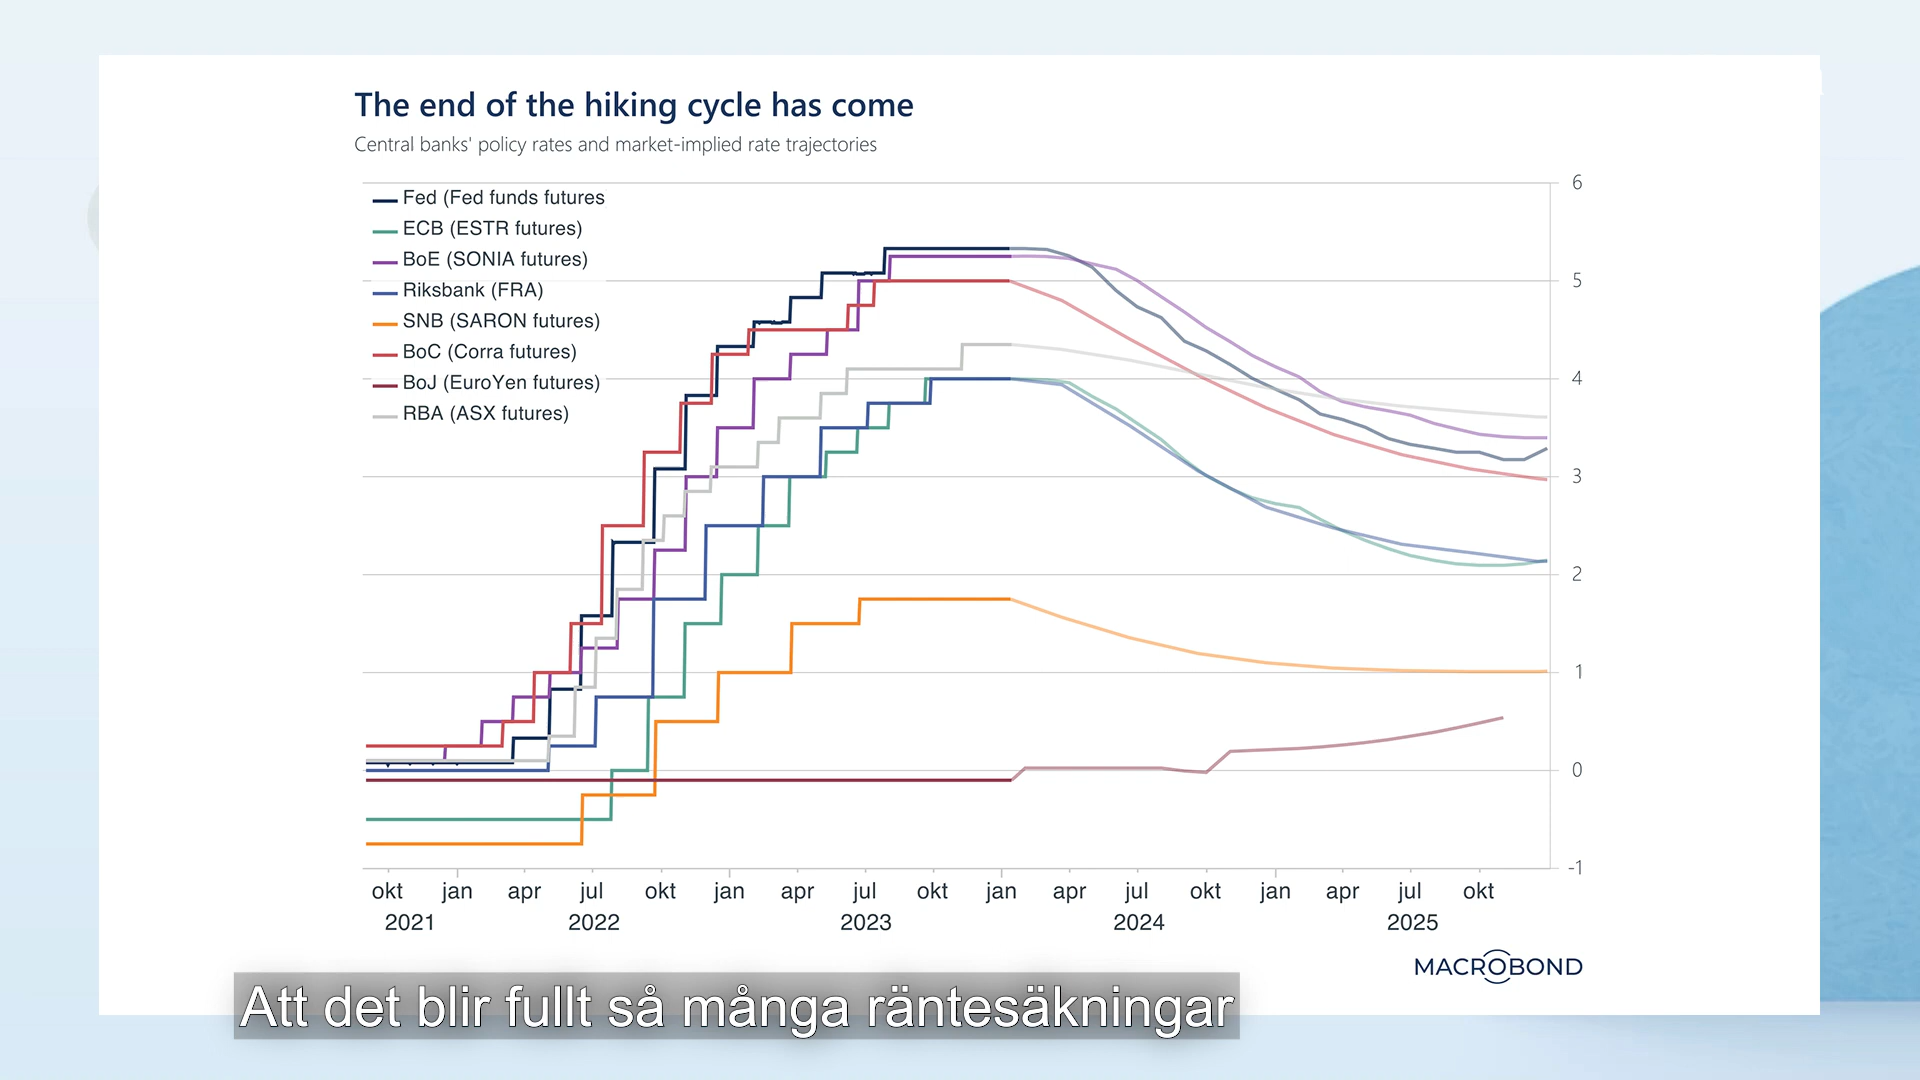 The end of the hiking cycle has come
Central banks' policy rates and market-implied rate trajectories
Fed (Fed funds futures
ECB (ESTR futures)
BoE (SONIA futures)
Riksbank (FRA)
SNB (SARON futures)
BoC (Corra futures)
BoJ (EuroYen futures)
RBA (ASX futures)
6
5
4
3
2
1
0
-1
okt jan apr jul okt jan apr jul okt jan apr jul okt jan apr jul okt
2021 2022 2023 2024 2025
MACROBOND
Att det blir fullt så många räntesäkningar